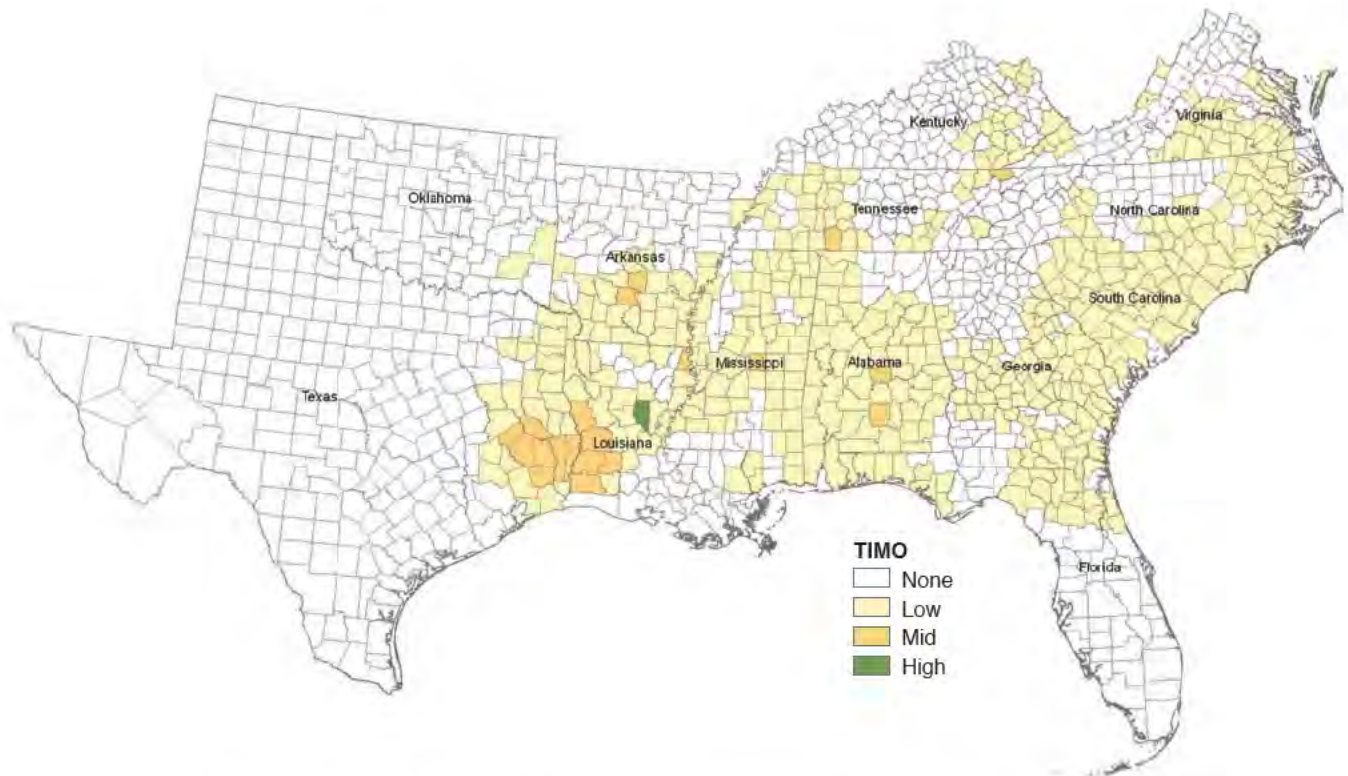 Kentucky
Virginia
Oklahoma
Tennessee
North Carolina
Arkansas
South Carolina
Mississippi
Alabama
Georgia
Texas
Louisiana
TIMO
None
Low
Mid
High
Florida